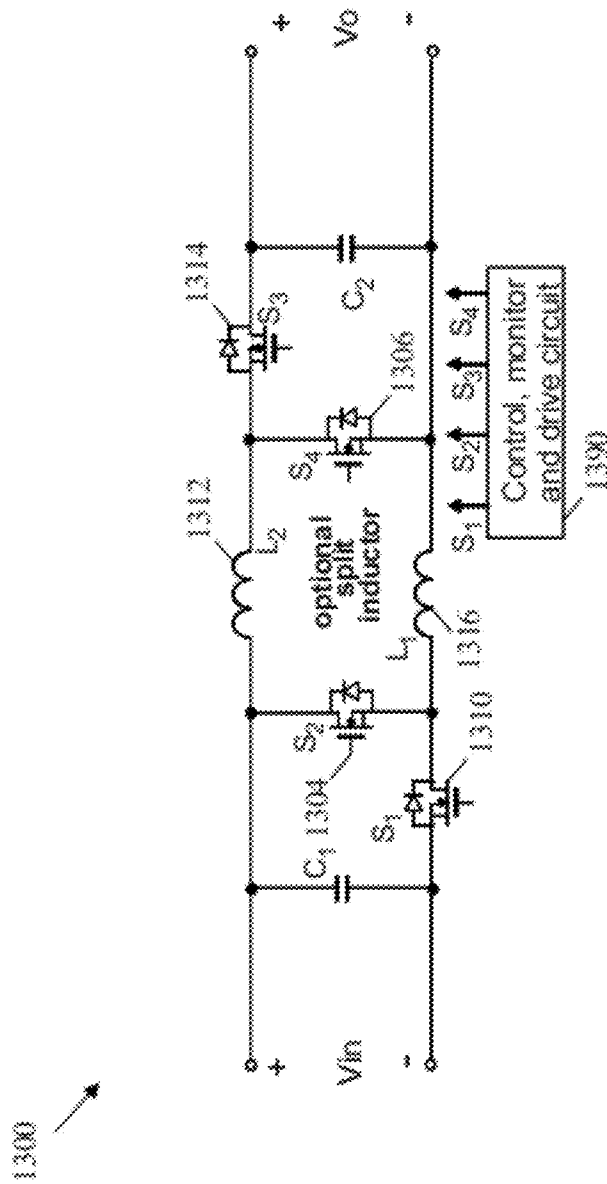 1300
Vin
+
-
C₁
1304
S₂
S₁
1310
1312
L₂
optional
split
inductor
L₁
1316
S₄
1306
1314
S₃
C₂
+
Vo
-
S₁
S₂
S₃
S₄
Control, monitor
and drive circuit
1390